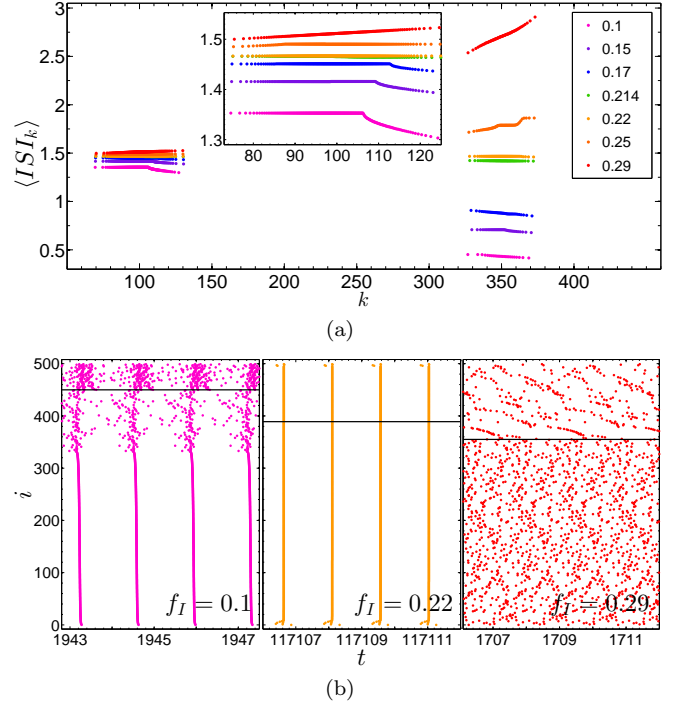 3
2.5
2
1.5
1
0.5
⟨ISI_k⟩
1.5
1.4
1.3
80 90 100 110 120
0.1
0.15
0.17
0.214
0.22
0.25
0.29
100 150 200 250 300 350 400
k
(a)
500
400
300
200
100
0
i
f_I = 0.1
f_I = 0.22
f_I = 0.29
1943 1945 1947
117107 117109 117111
1707 1709 1711
t
(b)